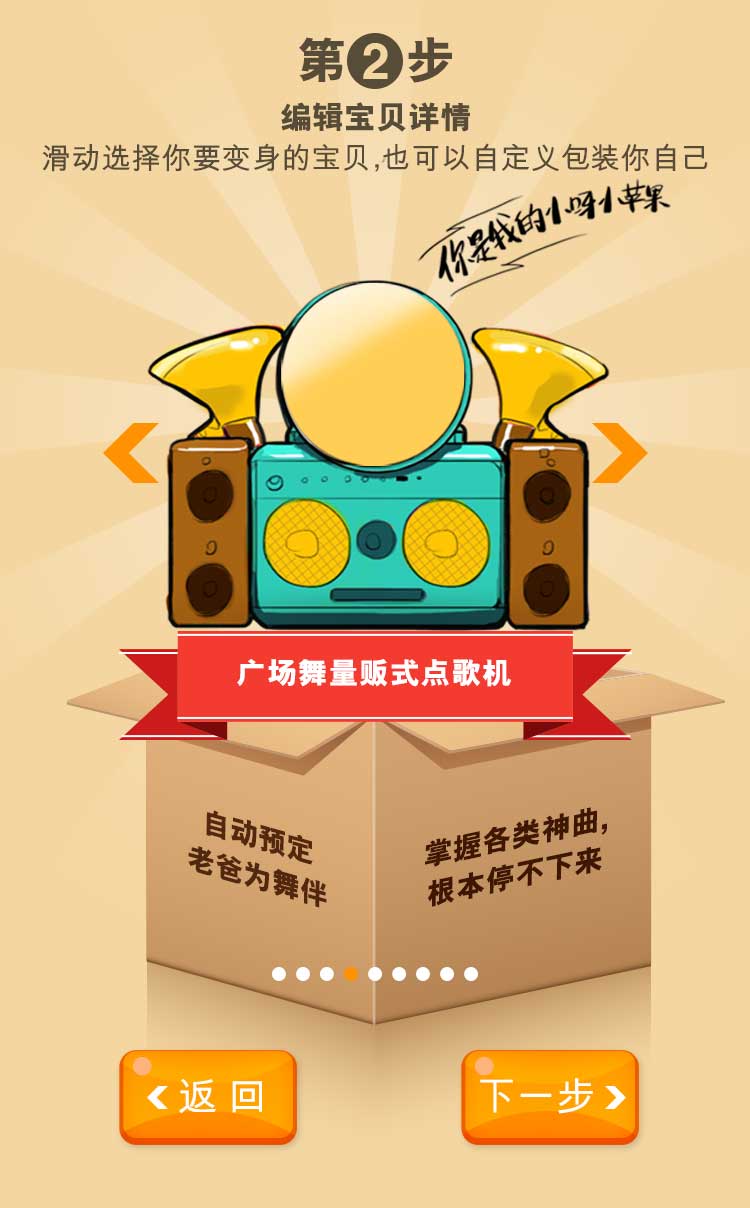 第2步
编辑宝贝详情
滑动选择你要变身的宝贝,也可以自定义包装你自己
你是我的小呀小苹果
广场舞量贩式点歌机
自动预定
老爸为舞伴
掌握各类神曲,
根本停不下来
返回
下一步